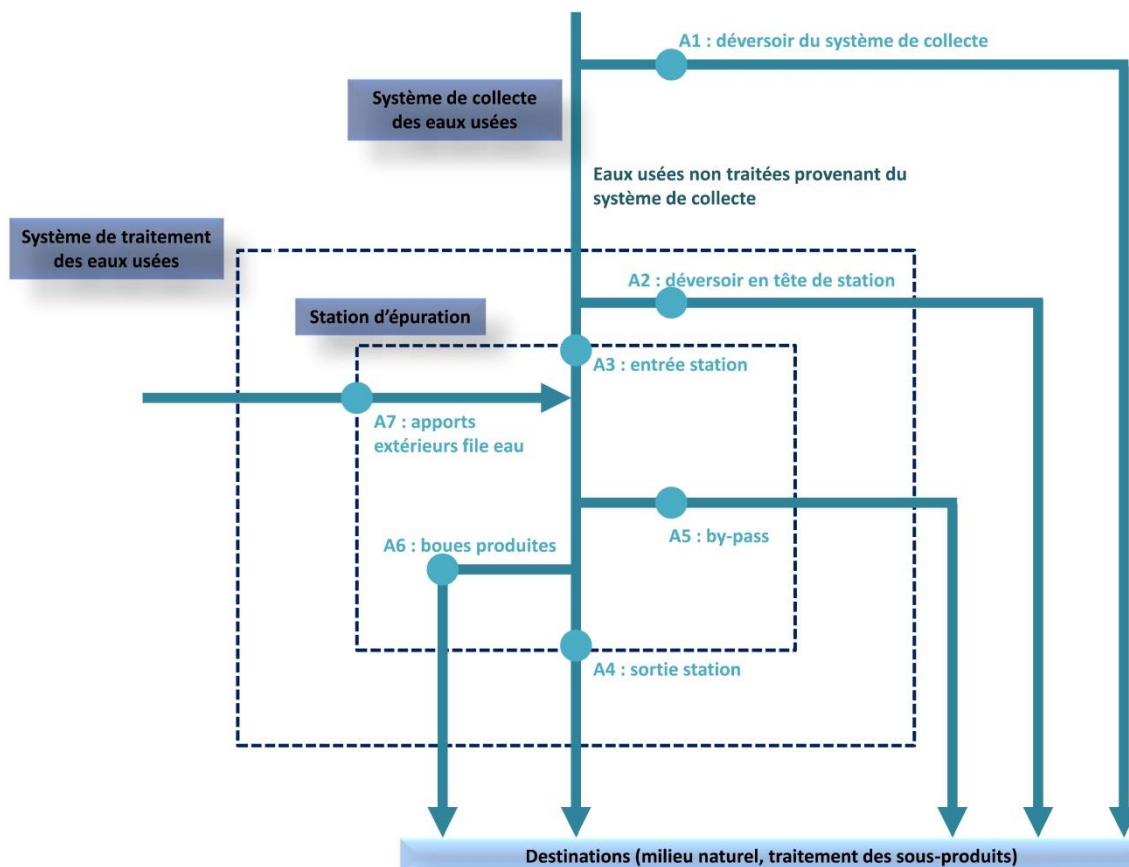 A1 : déversoir du système de collecte
Système de collecte
des eaux usées
Eaux usées non traitées provenant du
système de collecte
Système de traitement
des eaux usées
A2 : déversoir en tête de station
Station d'épuration
A3 : entrée station
A7 : apports
extérieurs file eau
A5 : by-pass
A6 : boues produites
A4 : sortie station
Destinations (milieu naturel, traitement des sous-produits)